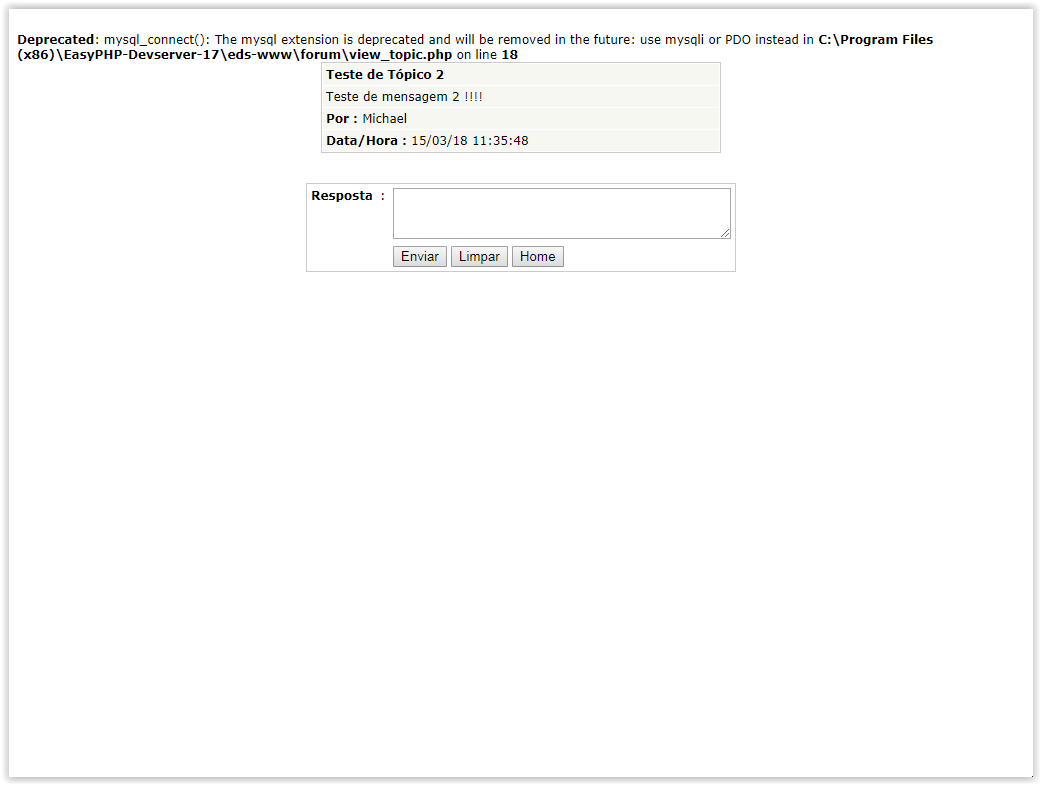 Deprecated: mysql_connect(): The mysql extension is deprecated and will be removed in the future: use mysqli or PDO instead in C:\Program Files
(x86)\EasyPHP-Devserver-17\eds-www\forum\view_topic.php on line 18
Teste de Tópico 2
Teste de mensagem 2 !!!!
Por : Michael
Data/Hora : 15/03/18 11:35:48
Resposta :
Enviar Limpar Home